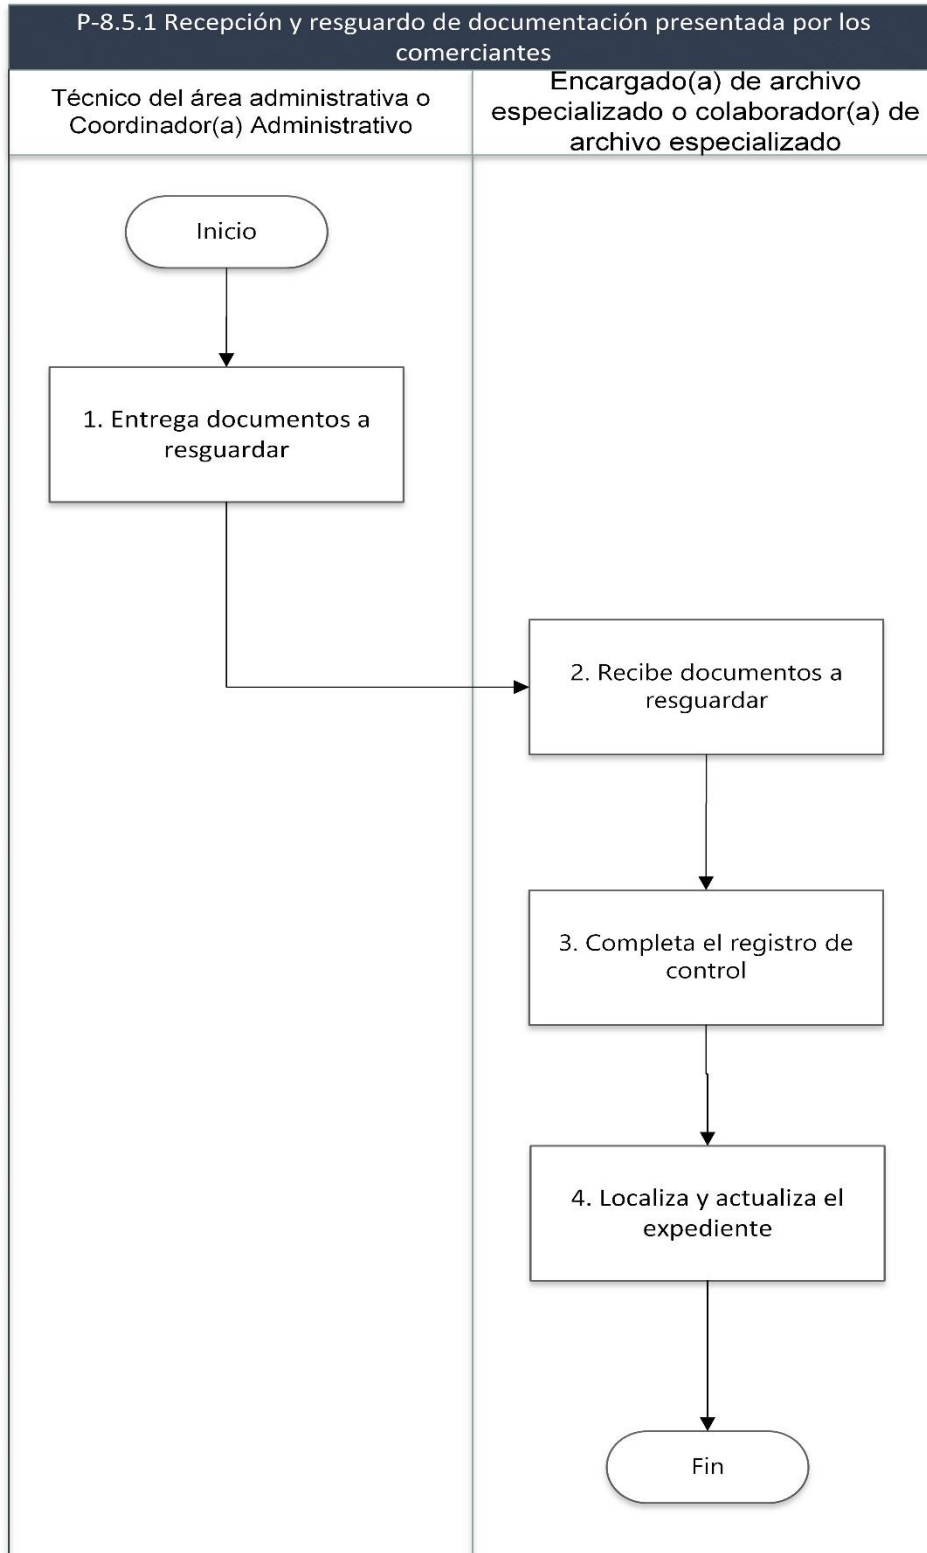 P-8.5.1 Recepción y resguardo de documentación presentada por los
comerciantes
Técnico del área administrativa o
Coordinador(a) Administrativo
Encargado(a) de archivo
especializado o colaborador(a) de
archivo especializado
Inicio
1. Entrega documentos a
resguardar
2. Recibe documentos a
resguardar
3. Completa el registro de
control
4. Localiza y actualiza el
expediente
Fin